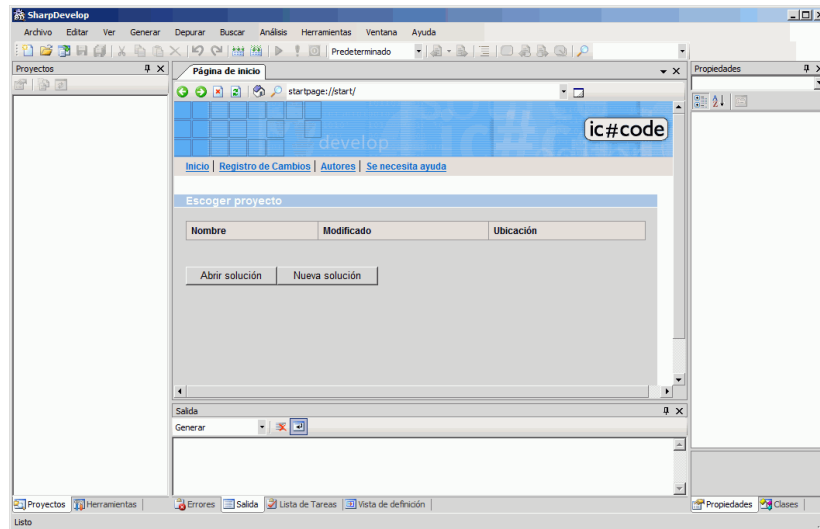 SharpDevelop
Archivo Editar Ver Generar Depurar Buscar Análisis Herramientas Ventana Ayuda
Predeterminado
Proyectos
Página de inicio
Propiedades
startpage://start/
ic#code
develop
Inicio | Registro de Cambios | Autores | Se necesita ayuda
Escoger proyecto
Nombre Modificado Ubicación
Abrir solución Nueva solución
Salida
Generar
Proyectos Herramientas
Errores Salida Lista de Tareas Vista de definición
Propiedades Clases
Listo